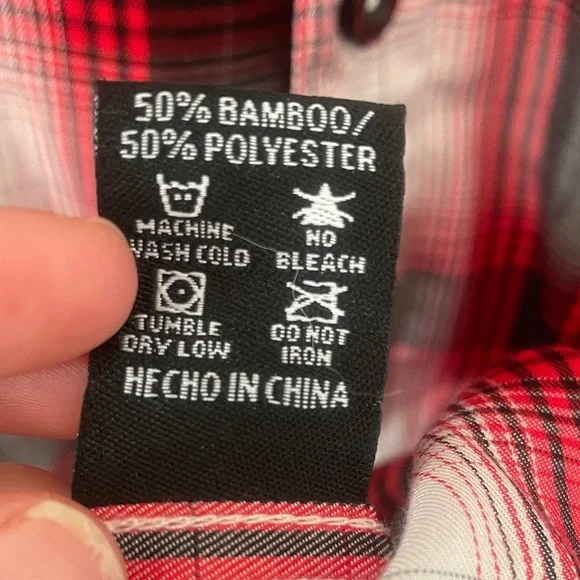 50% BAMBOO/
50% POLYESTER
MACHINE
WASH COLD
NO
BLEACH
TUMBLE
DRY LOW
DO NOT
IRON
HECHO IN CHINA